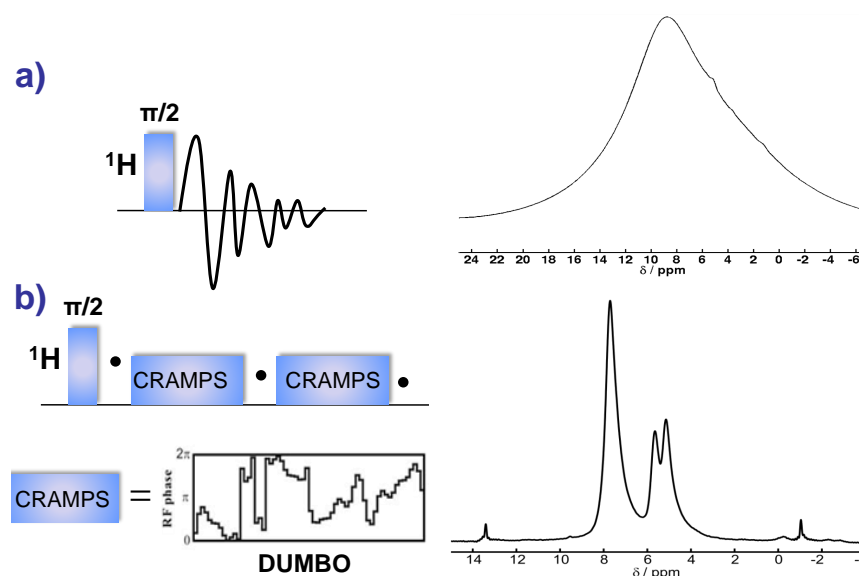 a)
π/2
¹H
24 22 20 18 16 14 12 10 8 6 4 2 0 -2 -4 -6
δ / ppm
b)
π/2
¹H
• CRAMPS • CRAMPS •
14 12 10 8 6 4 2 0 -2
δ / ppm
CRAMPS =
RF phase
2π
π
0
DUMBO